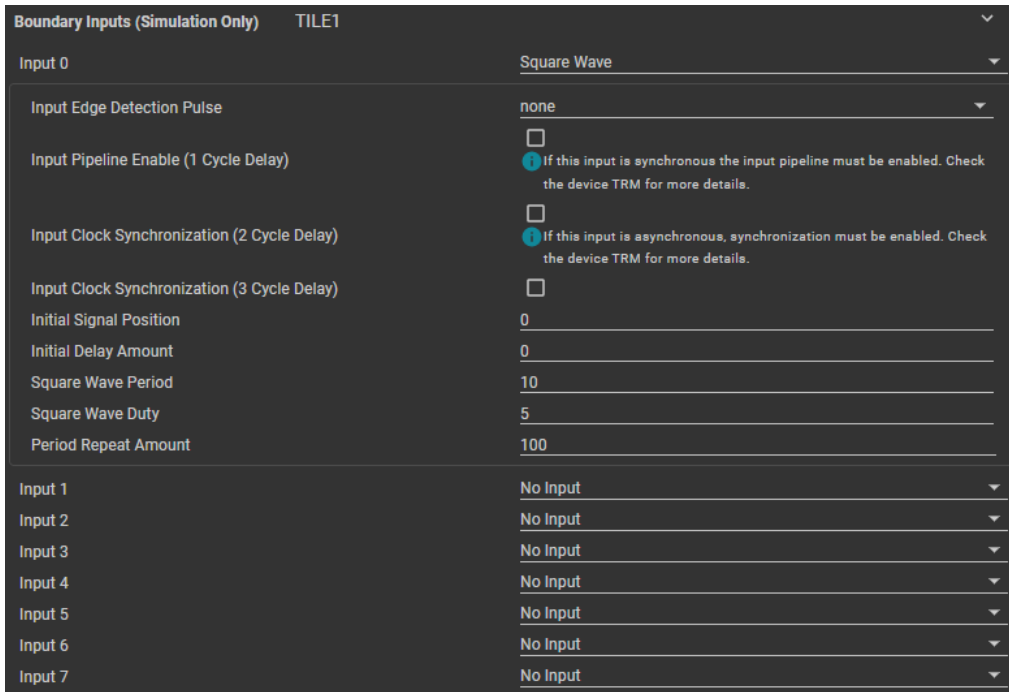 Boundary Inputs (Simulation Only) TILE1
Input 0 Square Wave
Input Edge Detection Pulse none
Input Pipeline Enable (1 Cycle Delay)
If this input is synchronous the input pipeline must be enabled. Check
the device TRM for more details.
Input Clock Synchronization (2 Cycle Delay)
If this input is asynchronous, synchronization must be enabled. Check
the device TRM for more details.
Input Clock Synchronization (3 Cycle Delay)
Initial Signal Position 0
Initial Delay Amount 0
Square Wave Period 10
Square Wave Duty 5
Period Repeat Amount 100
Input 1 No Input
Input 2 No Input
Input 3 No Input
Input 4 No Input
Input 5 No Input
Input 6 No Input
Input 7 No Input